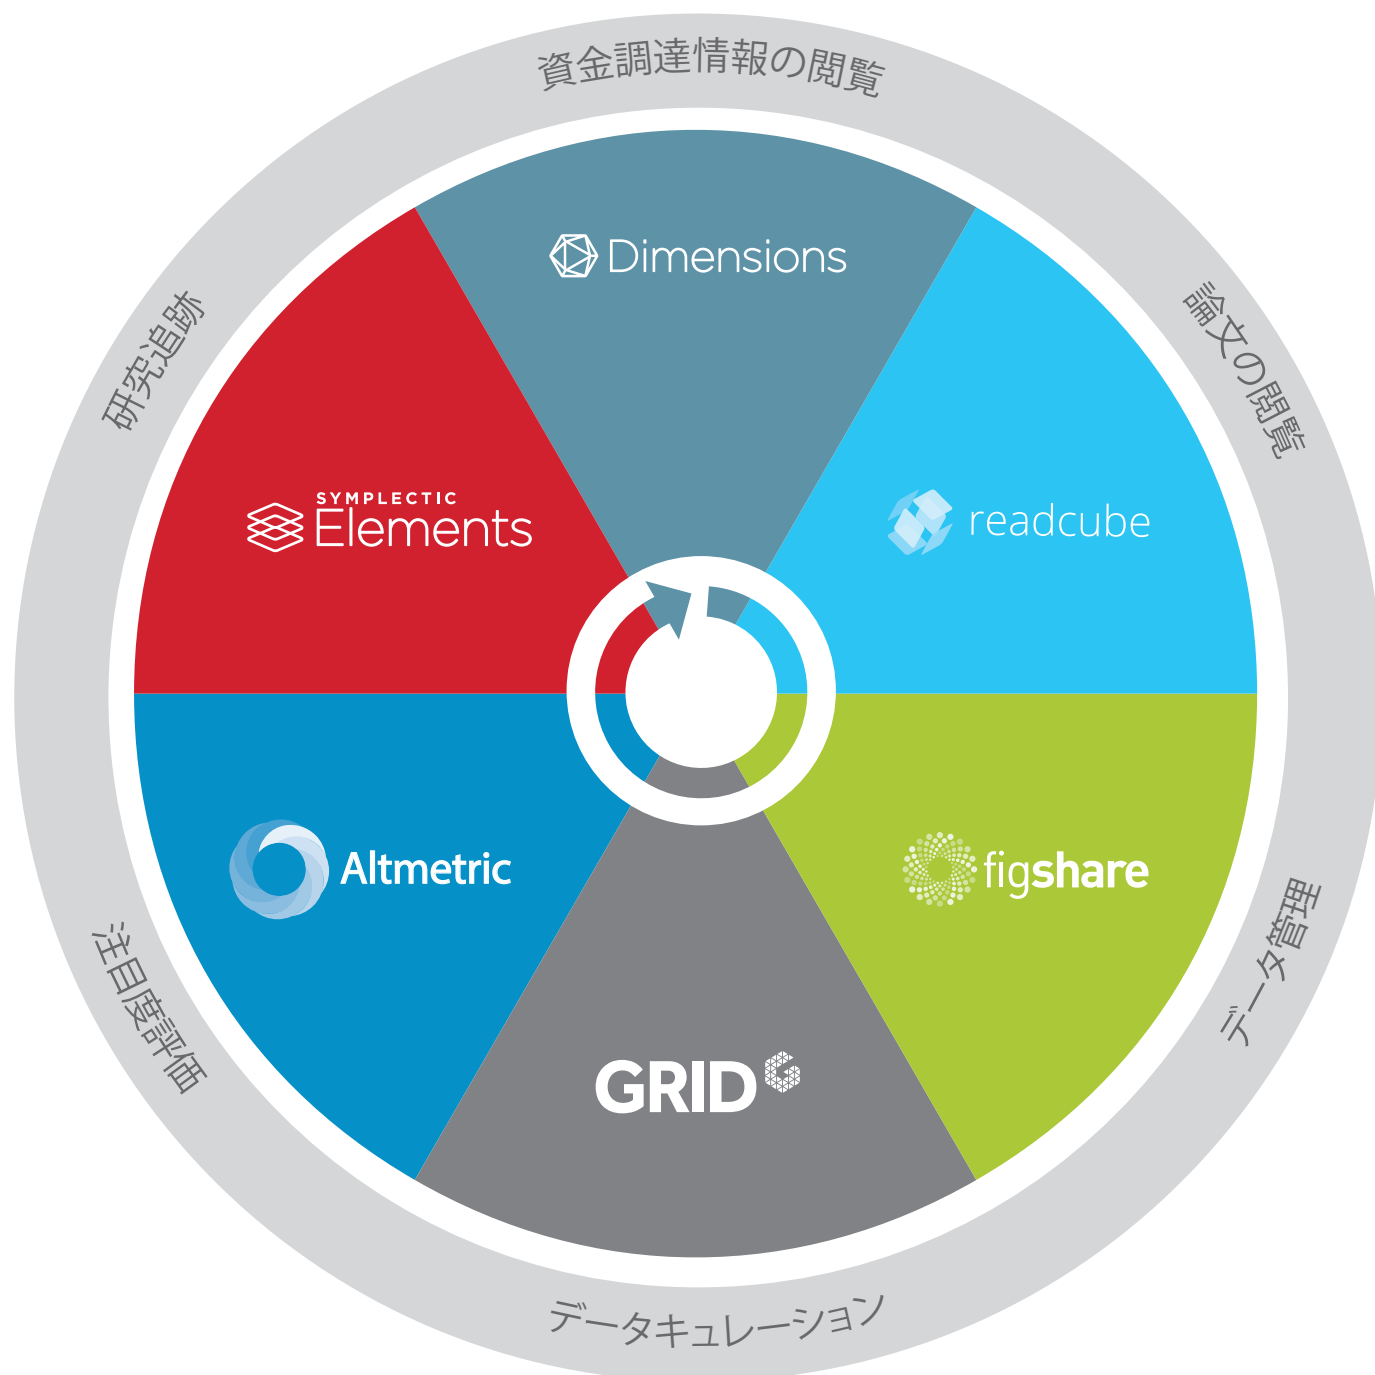 資金調達情報の閲覧
論文の閲覧
データ管理
データキュレーション
注目度評価
研究追跡
Dimensions
readcube
figshare
GRID
Altmetric
SYMPLECTIC
Elements